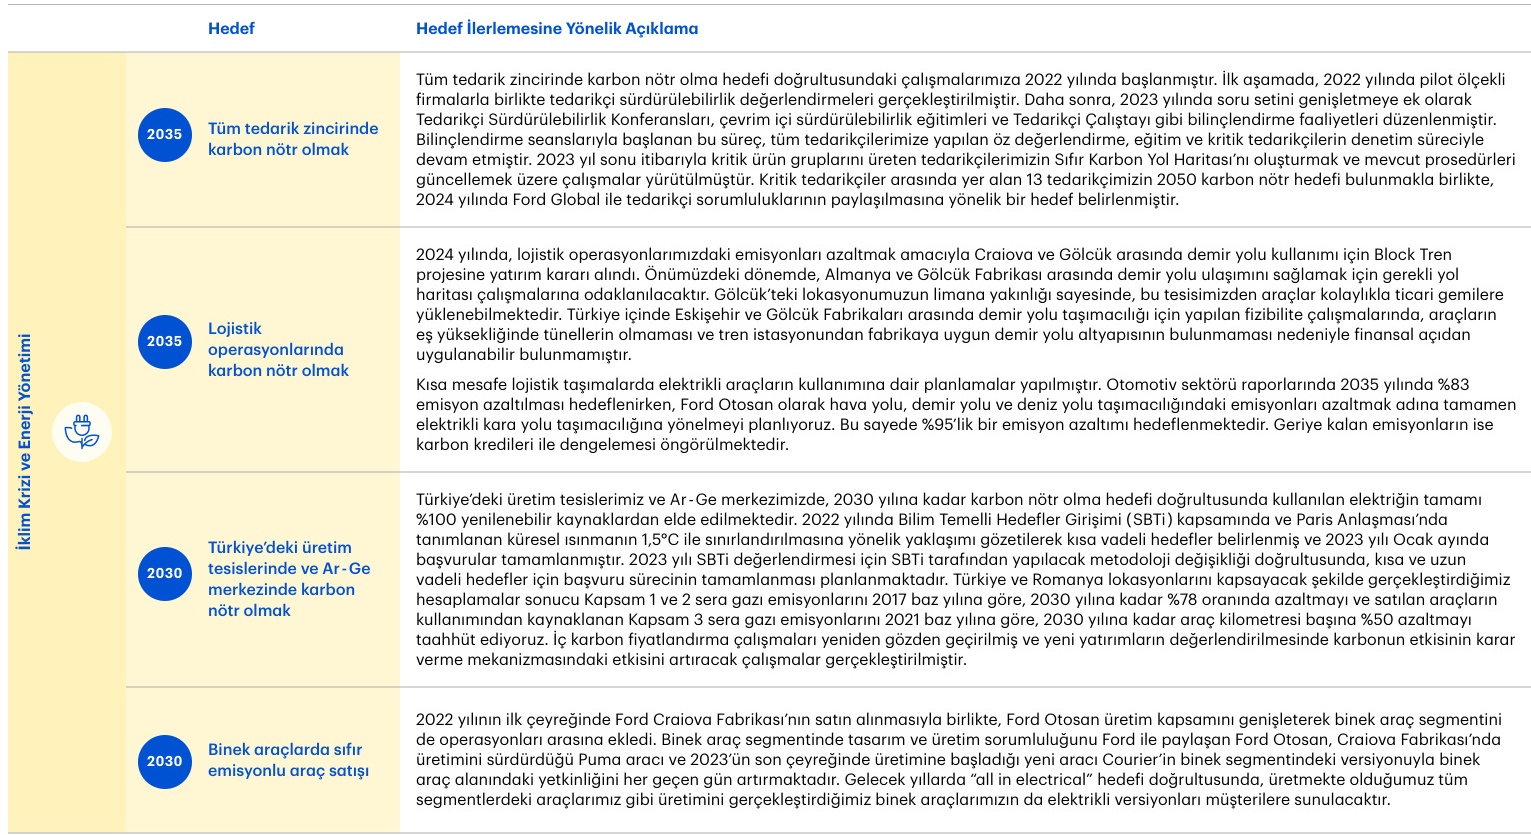 Hedef
Hedef İlerlemesine Yönelik Açıklama
İklim Krizi ve Enerji Yönetimi
2035
Tüm tedarik zincirinde
karbon nötr olmak
Tüm tedarik zincirinde karbon nötr olma hedefi doğrultusundaki çalışmalarımıza 2022 yılında başlanmıştır. İlk aşamada, 2022 yılında pilot ölçekli
firmalarla birlikte tedarikçi sürdürülebilirlik değerlendirmeleri gerçekleştirilmiştir. Daha sonra, 2023 yılında soru setini genişletmeye ek olarak
Tedarikçi Sürdürülebilirlik Konferansları, çevrim içi sürdürülebilirlik eğitimleri ve Tedarikçi Çalıştayı gibi bilinçlendirme faaliyetleri düzenlenmiştir.
Bilinçlendirme seanslarıyla başlanan bu süreç, tüm tedarikçilerimize yapılan öz değerlendirme, eğitim ve kritik tedarikçilerin denetim süreciyle
devam etmiştir. 2023 yıl sonu itibarıyla kritik ürün gruplarını üreten tedarikçilerimizin Sıfır Karbon Yol Haritası’nı oluşturmak ve mevcut prosedürleri
güncellemek üzere çalışmalar yürütülmüştür. Kritik tedarikçiler arasında yer alan 13 tedarikçimizin 2050 karbon nötr hedefi bulunmakla birlikte,
2024 yılında Ford Global ile tedarikçi sorumluluklarının paylaşılmasına yönelik bir hedef belirlenmiştir.
2035
Lojistik
operasyonlarında
karbon nötr olmak
2024 yılında, lojistik operasyonlarımızdaki emisyonları azaltmak amacıyla Craiova ve Gölcük arasında demir yolu kullanımı için Block Tren
projesine yatırım kararı alındı. Önümüzdeki dönemde, Almanya ve Gölcük Fabrikası arasında demir yolu ulaşımını sağlamak için gerekli yol
haritası çalışmalarına odaklanılacaktır. Gölcük’teki lokasyonumuzun limana yakınlığı sayesinde, bu tesisimizden araçlar kolaylıkla ticari gemilere
yüklenebilmektedir. Türkiye içinde Eskişehir ve Gölcük Fabrikaları arasında demir yolu taşımacılığı için yapılan fizibilite çalışmalarında, araçların
eş yüksekliğinde tünellerin olmaması ve tren istasyonundan fabrikaya uygun demir yolu altyapısının bulunmaması nedeniyle finansal açıdan
uygulanabilir bulunmamıştır.
Kısa mesafe lojistik taşımalarda elektrikli araçların kullanımına dair planlamalar yapılmıştır. Otomotiv sektörü raporlarında 2035 yılında %83
emisyon azaltılması hedeflenirken, Ford Otosan olarak hava yolu, demir yolu ve deniz yolu taşımacılığındaki emisyonları azaltmak adına tamamen
elektrikli kara yolu taşımacılığına yönelmeyi planlıyoruz. Bu sayede %95’lik bir emisyon azaltımı hedeflenmektedir. Geriye kalan emisyonların ise
karbon kredileri ile dengelemesi öngörülmektedir.
2030
Türkiye’deki üretim
tesislerinde ve Ar-Ge
merkezinde karbon
nötr olmak
Türkiye’deki üretim tesislerimiz ve Ar-Ge merkezimizde, 2030 yılına kadar karbon nötr olma hedefi doğrultusunda kullanılan elektriğin tamamı
%100 yenilenebilir kaynaklardan elde edilmektedir. 2022 yılında Bilim Temelli Hedefler Girişimi (SBTi) kapsamında ve Paris Anlaşması’nda
tanımlanan küresel ısınmanın 1,5°C ile sınırlandırılmasına yönelik yaklaşımı gözetilerek kısa vadeli hedefler belirlenmiş ve 2023 yılı Ocak ayında
başvurular tamamlanmıştır. 2023 yılı SBTi değerlendirmesi için SBTi tarafından yapılacak metodoloji değişikliği doğrultusunda, kısa ve uzun
vadeli hedefler için başvuru sürecinin tamamlanması planlanmaktadır. Türkiye ve Romanya lokasyonlarını kapsayacak şekilde gerçekleştirdiğimiz
hesaplamalar sonucu Kapsam 1 ve 2 sera gazı emisyonlarını 2017 baz yılına göre, 2030 yılına kadar %78 oranında azaltmayı ve satılan araçların
kullanımından kaynaklanan Kapsam 3 sera gazı emisyonlarını 2021 baz yılına göre, 2030 yılına kadar araç kilometresi başına %50 azaltmayı
taahhüt ediyoruz. İç karbon fiyatlandırma çalışmaları yeniden gözden geçirilmiş ve yeni yatırımların değerlendirilmesinde karbonun etkisinin karar
verme mekanizmasındaki etkisini artıracak çalışmalar gerçekleştirilmiştir.
2030
Binek araçlarda sıfır
emisyonlu araç satışı
2022 yılının ilk çeyreğinde Ford Craiova Fabrikası’nın satın alınmasıyla birlikte, Ford Otosan üretim kapsamını genişleterek binek araç segmentini
de operasyonları arasına ekledi. Binek araç segmentinde tasarım ve üretim sorumluluğunu Ford ile paylaşan Ford Otosan, Craiova Fabrikası’nda
üretimini sürdürdüğü Puma aracı ve 2023’ün son çeyreğinde üretimine başladığı yeni aracı Courier’in binek segmentindeki versiyonuyla binek
araç alanındaki yetkinliğini her geçen gün artırmaktadır. Gelecek yıllarda “all in electrical” hedefi doğrultusunda, üretmekte olduğumuz tüm
segmentlerdeki araçlarımız gibi üretimini gerçekleştirdiğimiz binek araçlarımızın da elektrikli versiyonları müşterilere sunulacaktır.